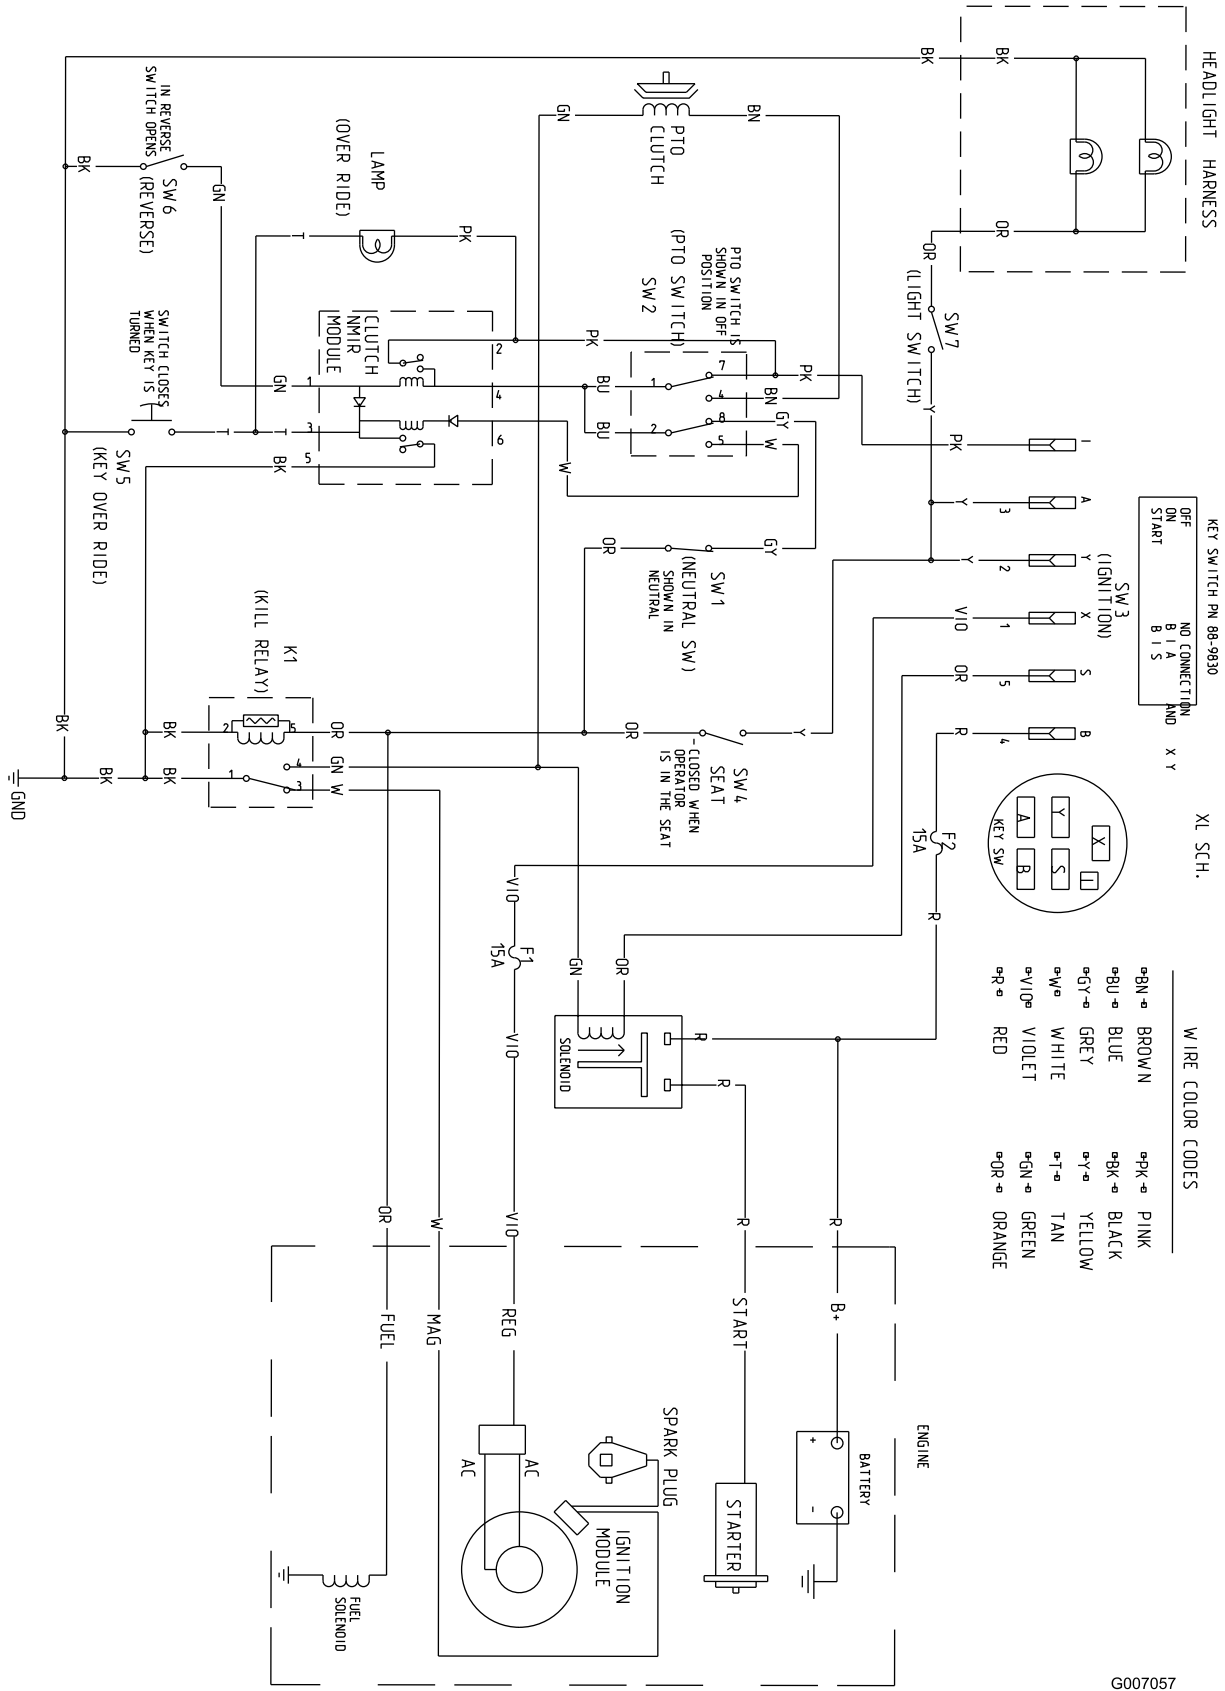 HEADLIGHT HARNESS
BK
BK
OR
OR
SW7
(LIGHT SWITCH)
Y
BN
GN
PTO
CLUTCH
PTO SWITCH IS
SHOWN IN OFF
POSITION
(PTO SWITCH)
SW2
PK
PK
7
1
BU
BN
4
GY
8
2
BU
W
5
W
IN REVERSE
SWITCH OPENS
BK
SW6
(REVERSE)
GN
LAMP
(OVER RIDE)
T
PK
CLUTCH
NMIR
MODULE
2
1
GN
4
3
T
T
6
5
BK
SWITCH CLOSES
WHEN KEY IS
TURNED
SW5
(KEY OVER RIDE)
OR
GY
SW1
(NEUTRAL SW)
SHOWN IN
NEUTRAL
K1
(KILL RELAY)
BK
2
5
OR
4
GN
1
BK
3
W
BK
BK
GND
OR
Y
SW4
SEAT
- CLOSED WHEN
OPERATOR
IS IN THE SEAT
PK
I
Y
3
A
Y
2
Y
SW3
(IGNITION)
VIO
1
X
OR
5
S
R
4
B
KEY SWITCH PN 88-9830
OFF NO CONNECTION
ON B I A AND X Y
START B I S
XL SCH.
X
I
Y
S
A
B
KEY SW
F2
15A
R
VIO
F1
15A
VIO
VIO
GN
OR
SOLENOID
R
R
R
R
OR
W
WIRE COLOR CODES
BN BROWN
BU BLUE
GY GREY
W WHITE
VIO VIOLET
R RED
PK PINK
BK BLACK
Y YELLOW
T TAN
GN GREEN
OR ORANGE
ENGINE
B+
START
REG
MAG
FUEL
BATTERY
+
-
STARTER
SPARK PLUG
IGNITION
MODULE
AC
AC
FUEL
SOLENOID
G007057